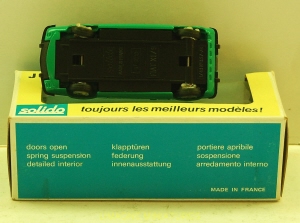 solido
toujours les meilleurs modèles!
doors open
spring suspension
detailed interior
klapptüren
federung
innenausstattung
portiere apribile
sospensione
arredamento interno
MADE IN FRANCE